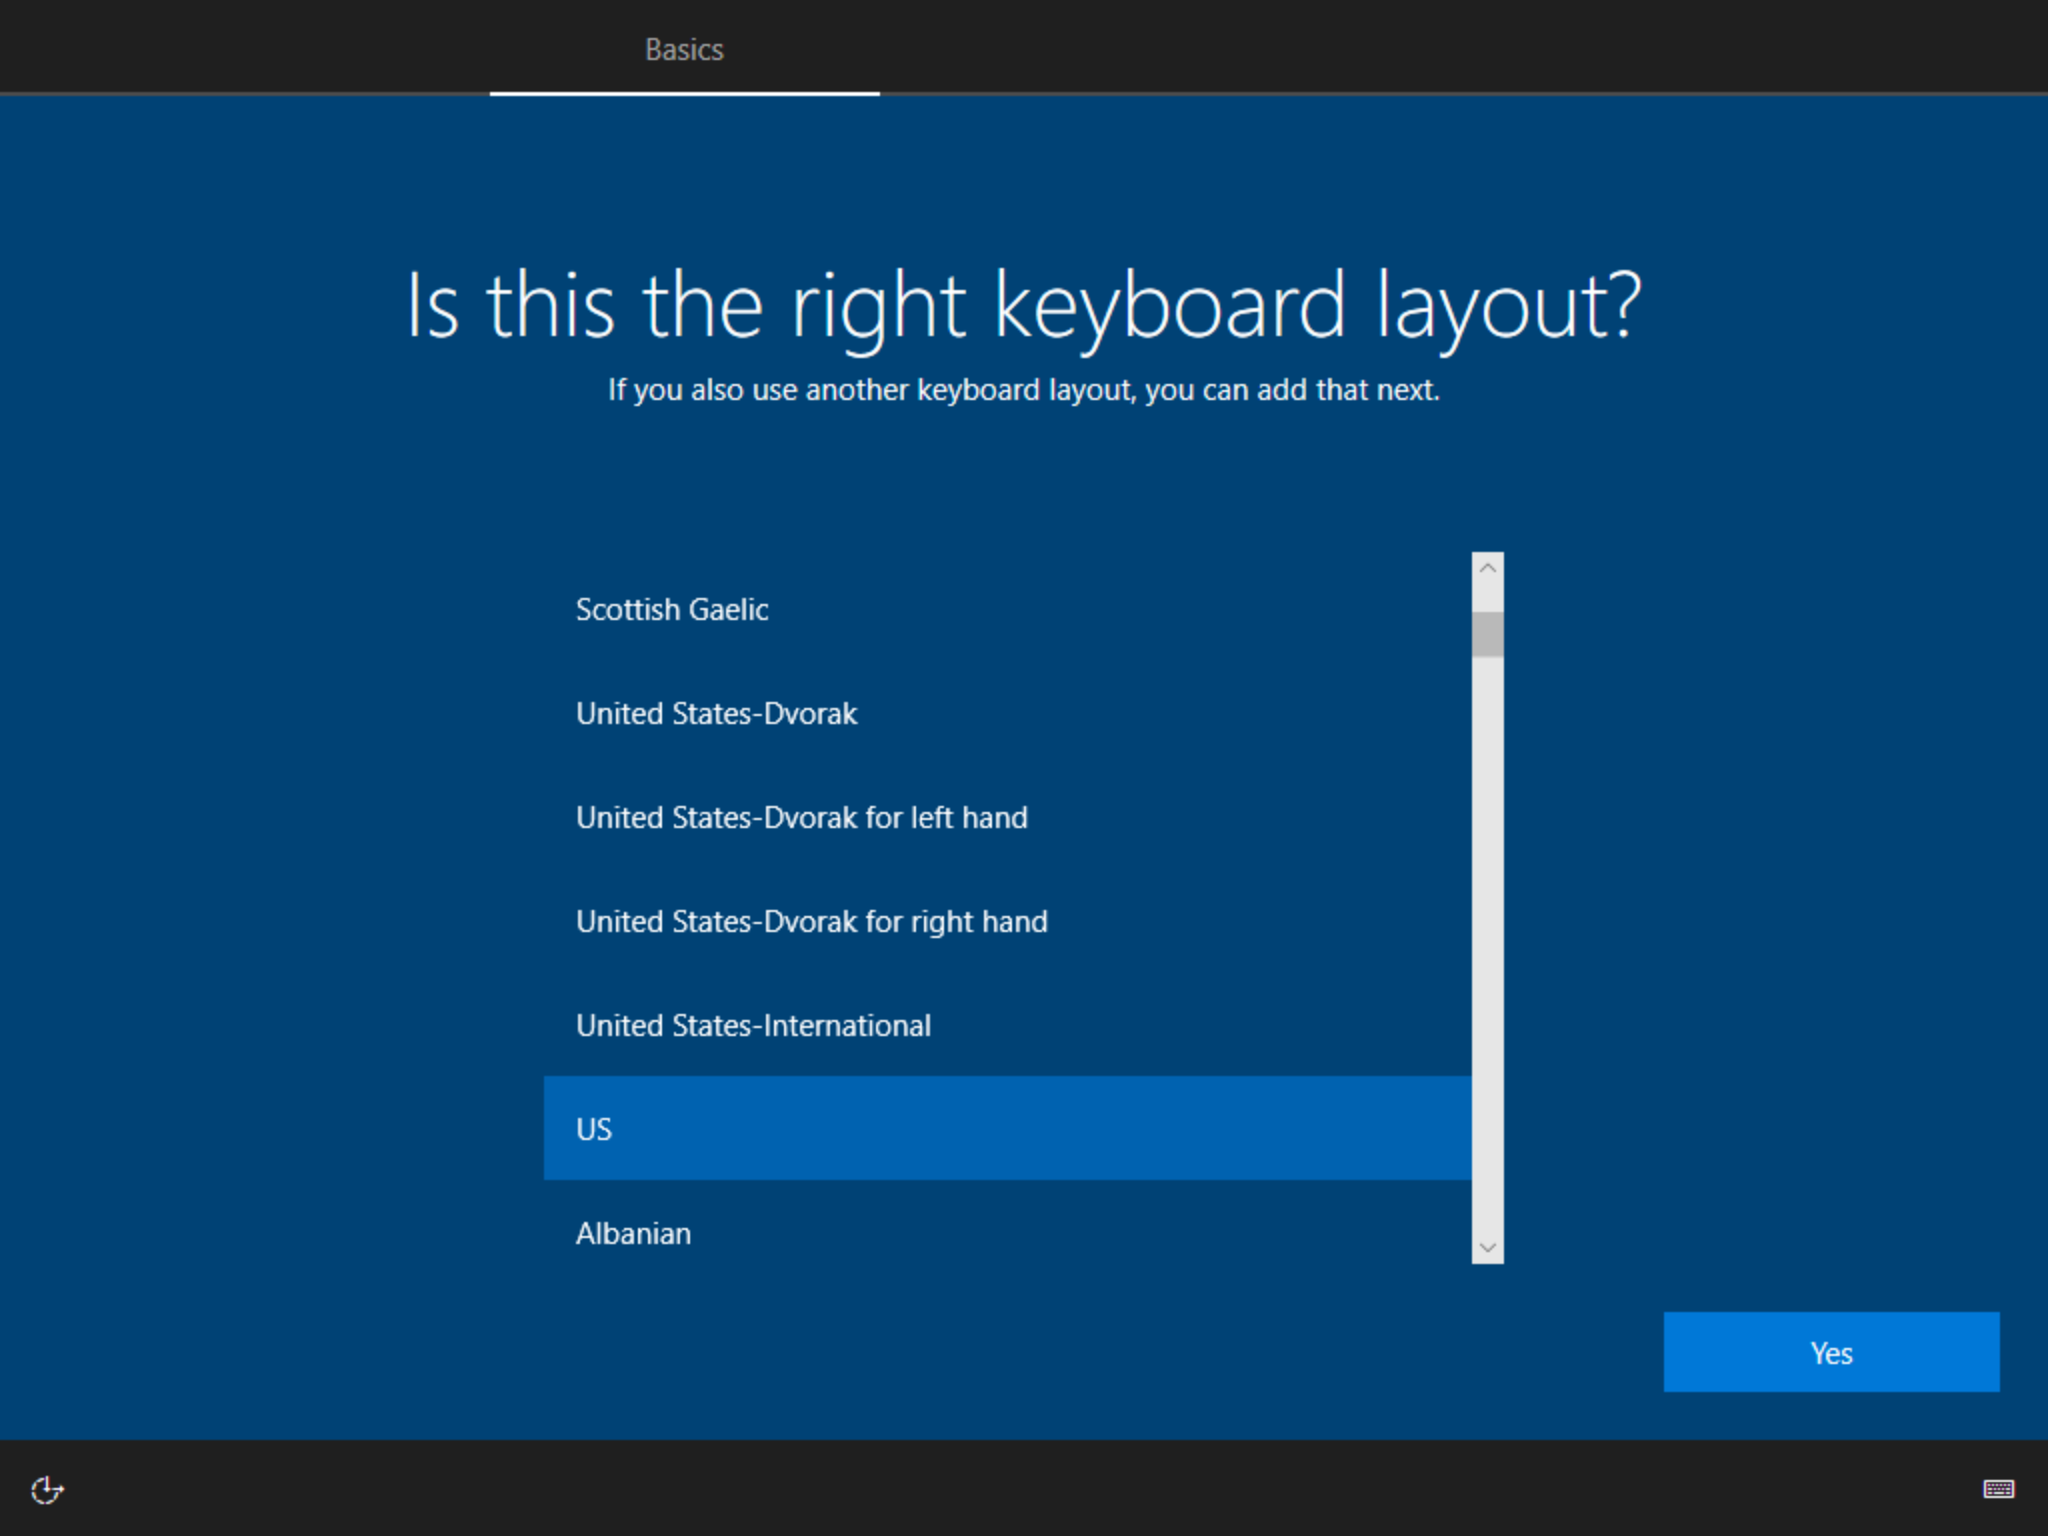 Basics
Is this the right keyboard layout?
If you also use another keyboard layout, you can add that next.
Scottish Gaelic
United States-Dvorak
United States-Dvorak for left hand
United States-Dvorak for right hand
United States-International
US
Albanian
Yes